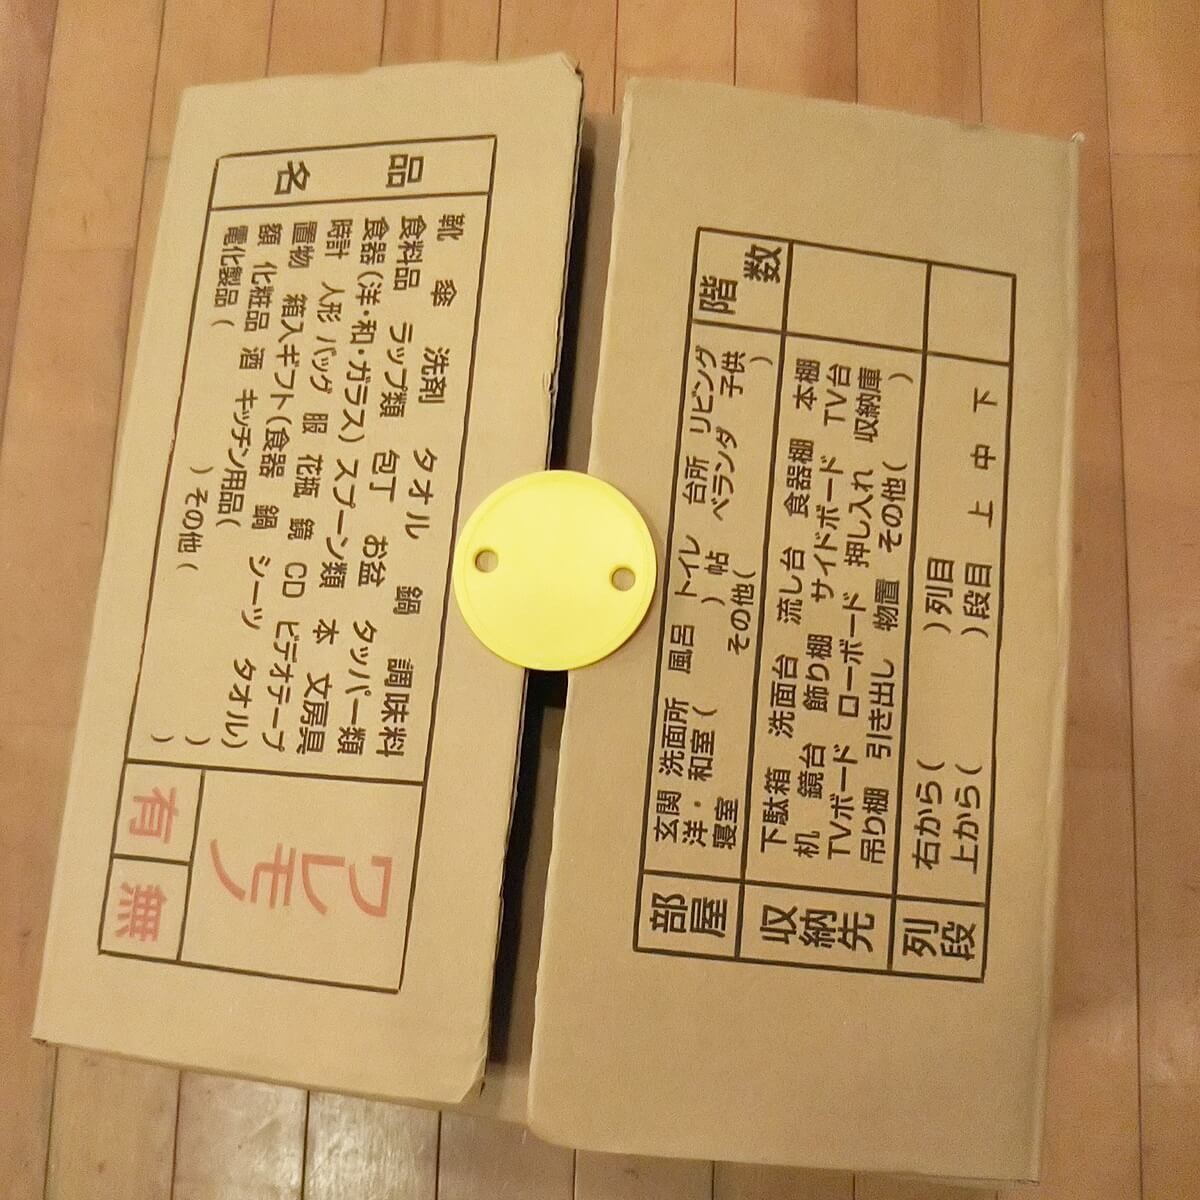 品名
靴 傘 洗剤 タオル 鍋 調味料
食料品 ラップ類 包丁 お盆 タッパー類
食器(洋・和・ガラス) スプーン類 本 文房具
時計 人形 バッグ 服 花瓶 鏡 CD ビデオテープ
置物 箱入ギフト(食器 鍋 シーツ タオル)
額 化粧品 酒 キッチン用品( )
電化製品( ) その他( )
ワレモノ
有
無
部屋
玄関 洗面所 風呂 トイレ 台所 リビング
洋・和室( )帖 ベランダ 子供
寝室 その他( )
階数
収納先
下駄箱 洗面台 流し台 食器棚 本棚
机 鏡台 飾り棚 サイドボード TV台
TVボード ローボード 押し入れ 収納庫
吊り棚 引き出し 物置 その他( )
列段
右から( )列目
上から( )段目 上 中 下